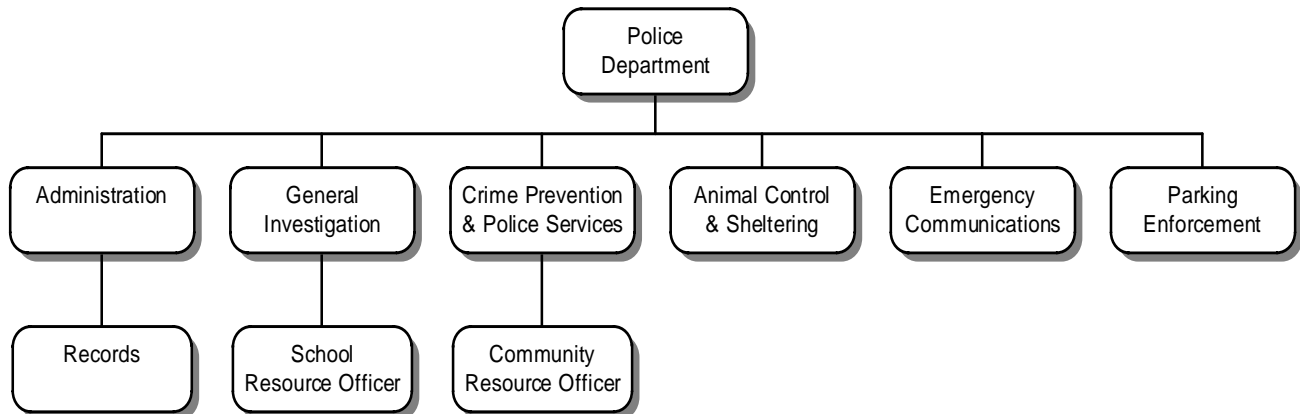 Police
Department
Administration
General
Investigation
Crime Prevention
& Police Services
Animal Control
& Sheltering
Emergency
Communications
Parking
Enforcement
Records
School
Resource Officer
Community
Resource Officer